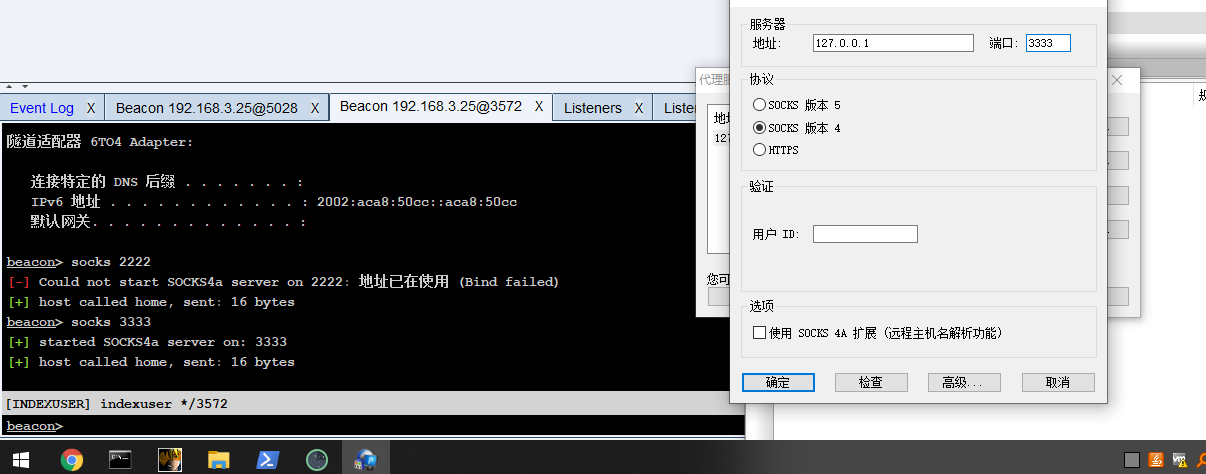 Event Log X
Beacon 192.168.3.25@5028 X
Beacon 192.168.3.25@3572 X
Listeners X
隧道适配器 6TO4 Adapter:
连接特定的 DNS 后缀 . . . . . . . :
IPv6 地址 . . . . . . . . . . . . : 2002:aca8:50cc::aca8:50cc
默认网关. . . . . . . . . . . . . :
beacon> socks 2222
[-] Could not start SOCKS4a server on 2222: 地址已在使用 (Bind failed)
[+] host called home, sent: 16 bytes
beacon> socks 3333
[+] started SOCKS4a server on: 3333
[+] host called home, sent: 16 bytes
[INDEXUSER] indexuser */3572
beacon>
服务器
地址: 127.0.0.1 端口: 3333
协议
SOCKS 版本 5
SOCKS 版本 4
HTTPS
验证
用户 ID:
选项
使用 SOCKS 4A 扩展 (远程主机名解析功能)
确定 检查 高级... 取消
代理
您可